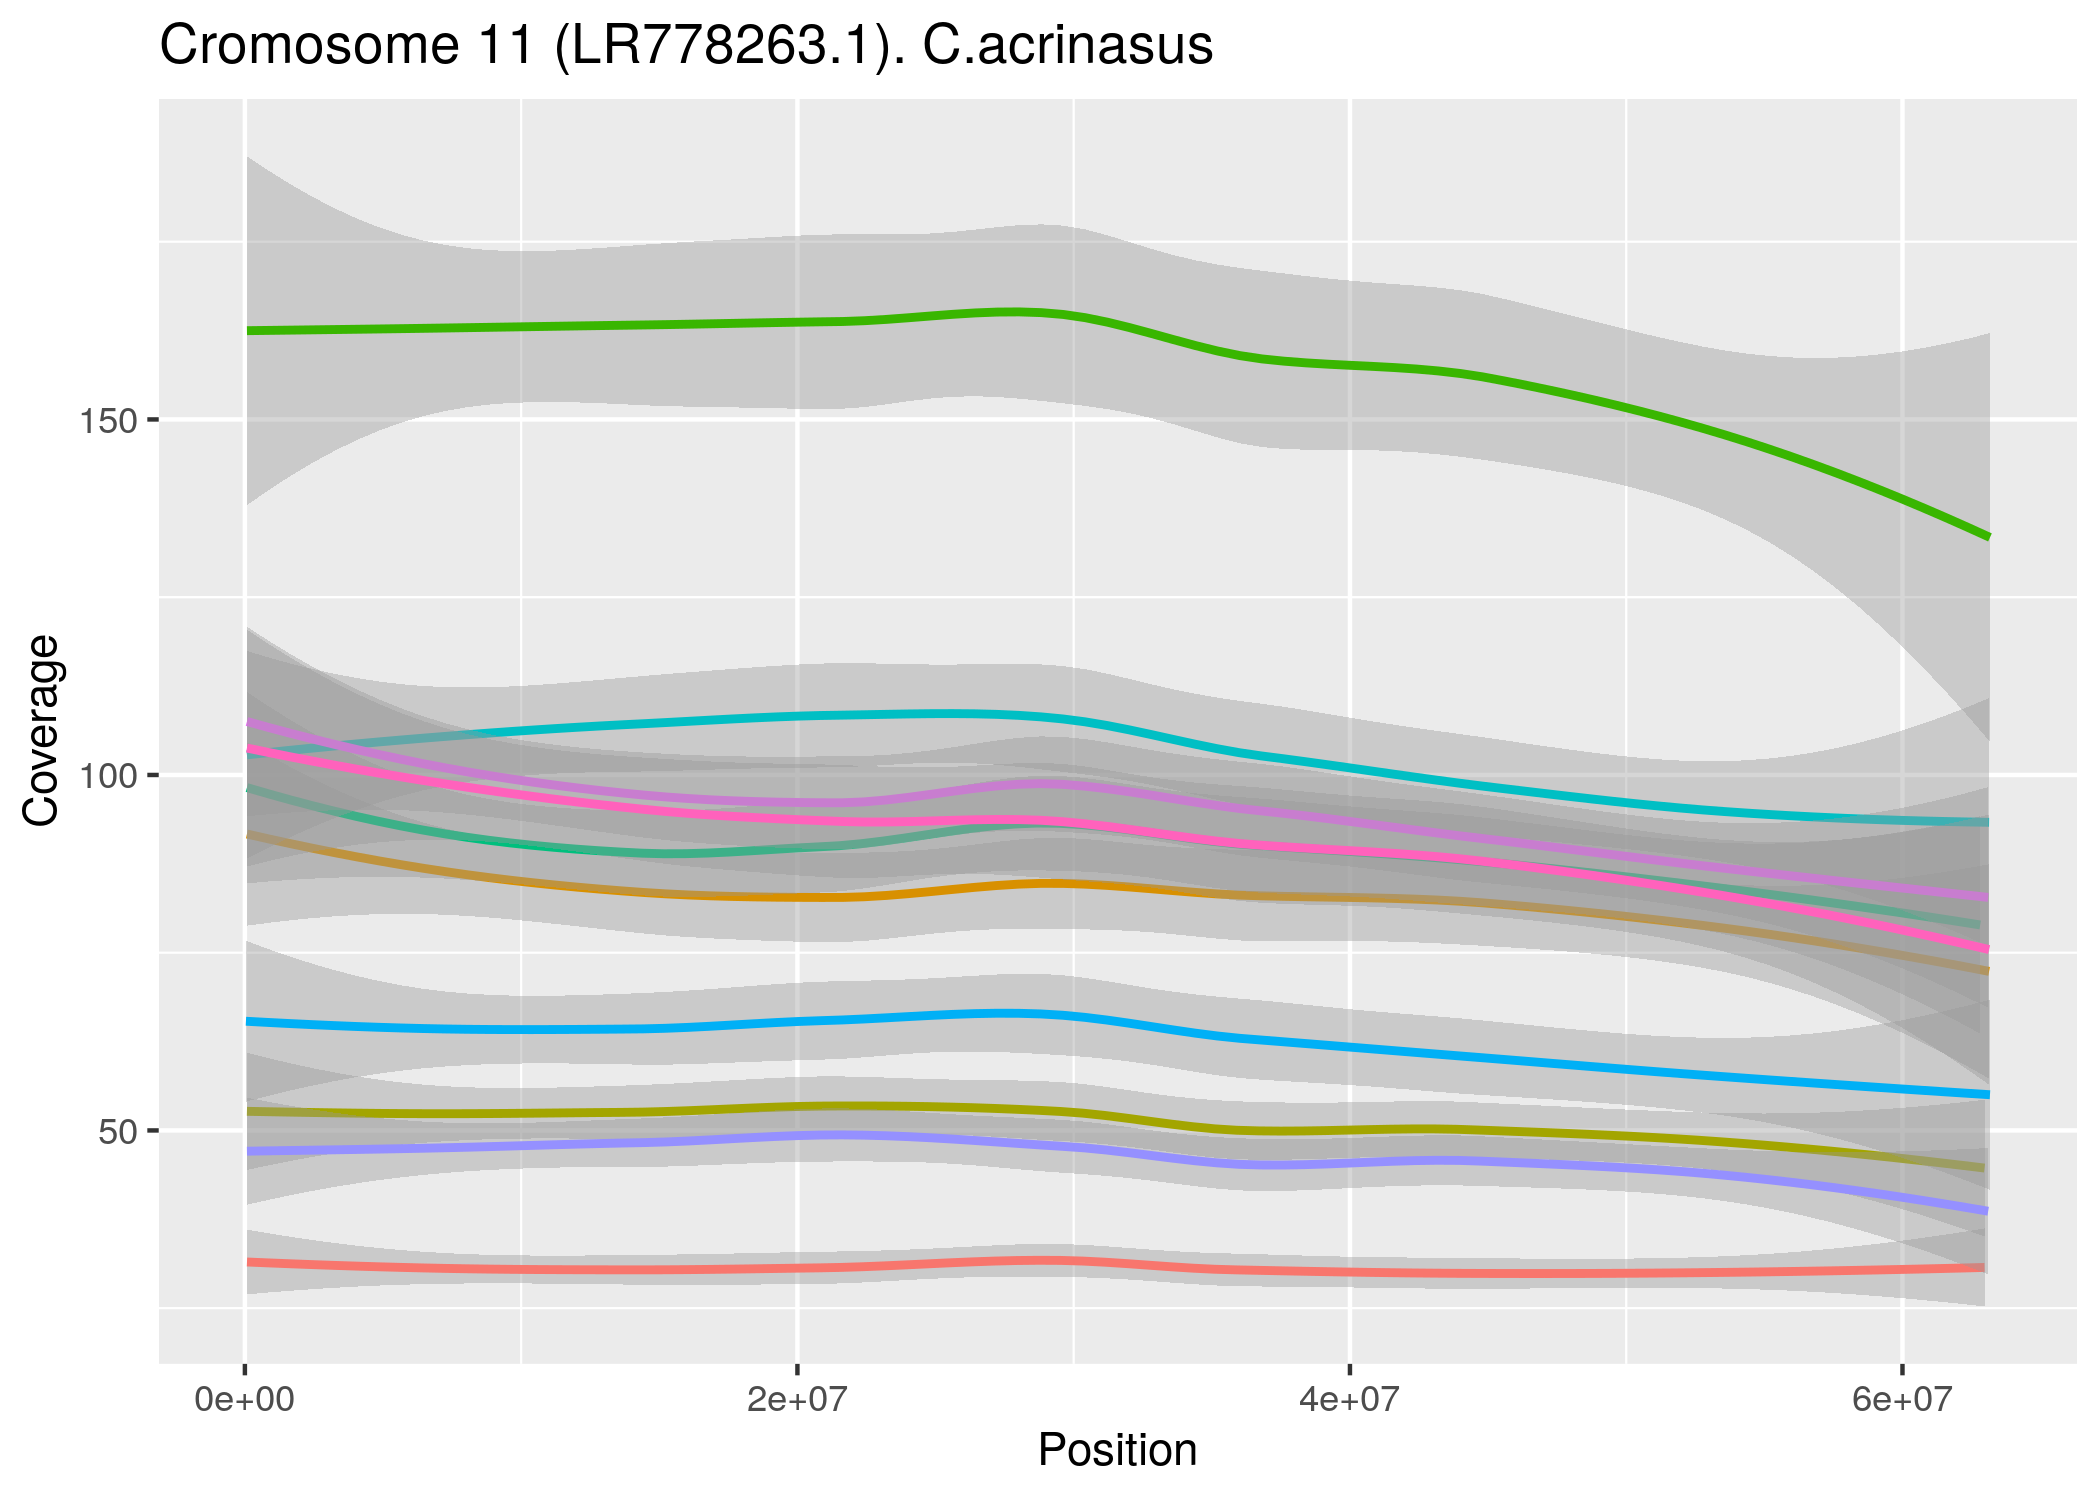 Cromosome 11 (LR778263.1). C.acrinasus
Coverage
150
100
50
0e+00 2e+07 4e+07 6e+07
Position